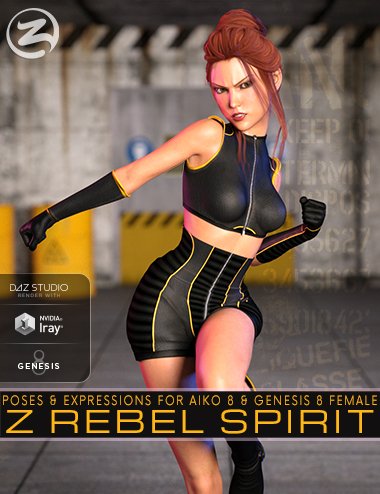 Z
DAZ STUDIO
RENDER WITH
NVIDIA®
Iray®
8
GENESIS
POSES & EXPRESSIONS FOR AIKO 8 & GENESIS 8 FEMALE
Z REBEL SPIRIT